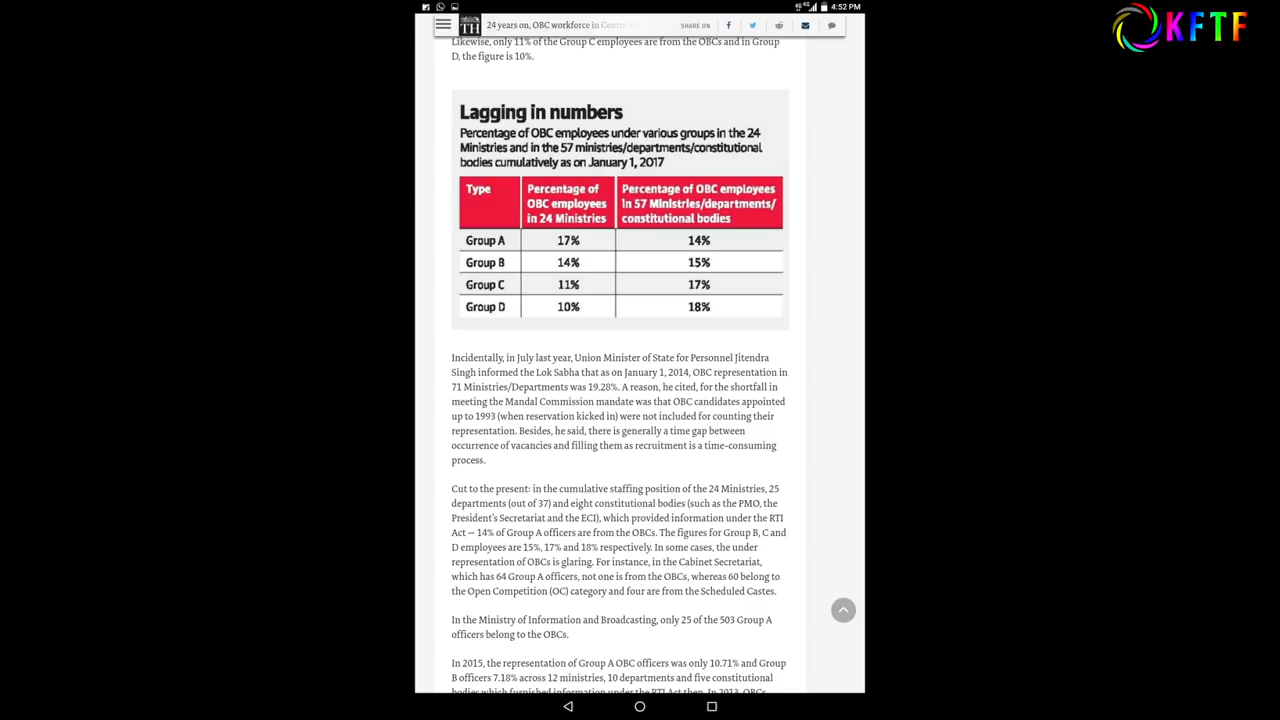 4:52 PM
KFTF
TH
24 years on, OBC workforce in Centre
SHARE ON
Likewise, only 11% of the Group C employees are from the OBCs and in Group
D, the figure is 10%.
Lagging in numbers
Percentage of OBC employees under various groups in the 24
Ministries and in the 57 ministries/departments/constitutional
bodies cumulatively as on January 1, 2017
Type
Percentage of
OBC employees
in 24 Ministries
Percentage of OBC employees
in 57 Ministries/departments/
constitutional bodies
Group A 17% 14%
Group B 14% 15%
Group C 11% 17%
Group D 10% 18%
Incidentally, in July last year, Union Minister of State for Personnel Jitendra
Singh informed the Lok Sabha that as on January 1, 2014, OBC representation in
71 Ministries/Departments was 19.28%. A reason, he cited, for the shortfall in
meeting the Mandal Commission mandate was that OBC candidates appointed
up to 1993 (when reservation kicked in) were not included for counting their
representation. Besides, he said, there is generally a time gap between
occurrence of vacancies and filling them as recruitment is a time-consuming
process.
Cut to the present: in the cumulative staffing position of the 24 Ministries, 25
departments (out of 37) and eight constitutional bodies (such as the PMO, the
President's Secretariat and the ECI), which provided information under the RTI
Act — 14% of Group A officers are from the OBCs. The figures for Group B, C and
D employees are 15%, 17% and 18% respectively. In some cases, the under
representation of OBCs is glaring. For instance, in the Cabinet Secretariat,
which has 64 Group A officers, not one is from the OBCs, whereas 60 belong to
the Open Competition (OC) category and four are from the Scheduled Castes.
In the Ministry of Information and Broadcasting, only 25 of the 503 Group A
officers belong to the OBCs.
In 2015, the representation of Group A OBC officers was only 10.71% and Group
B officers 7.18% across 12 ministries, 10 departments and five constitutional
bodies which furnished information under the RTI Act then. In 2013, OBCs